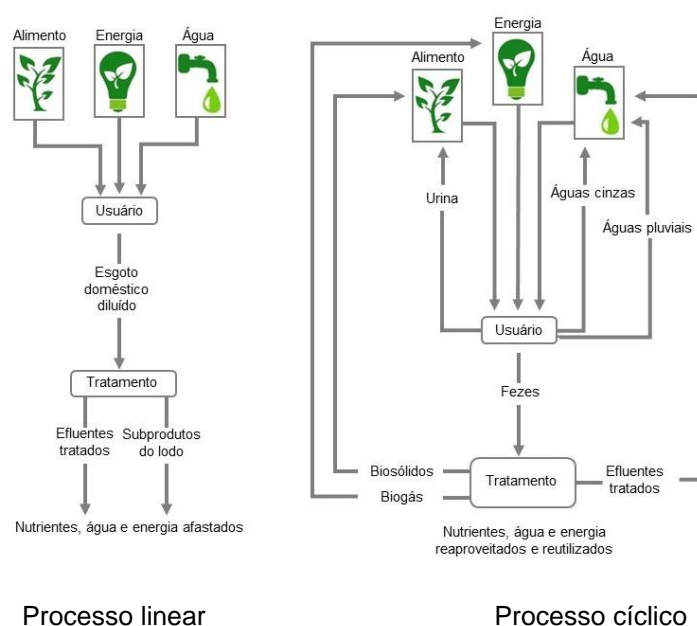 Alimento
Energia
Água
Usuário
Esgoto
doméstico
diluído
Tratamento
Efluentes
tratados
Subprodutos
do lodo
Nutrientes, água e energia afastados
Processo linear
Energia
Alimento
Água
Urina
Águas cinzas
Águas pluviais
Usuário
Fezes
Biosólidos
Biogás
Tratamento
Efluentes
tratados
Nutrientes, água e energia
reaproveitados e reutilizados
Processo cíclico